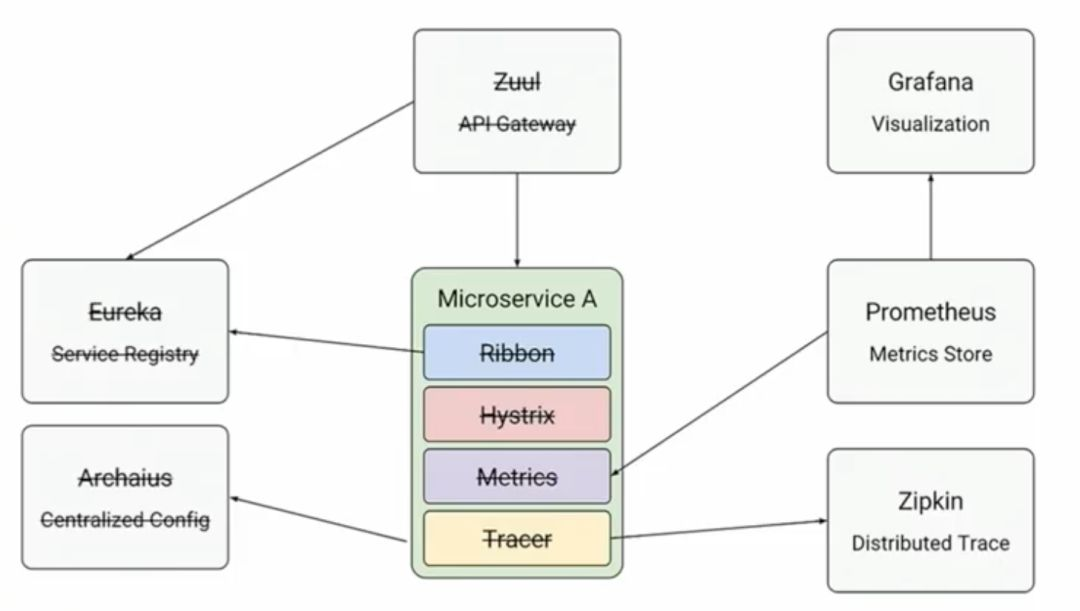 Zuul
API Gateway
Grafana
Visualization
Eureka
Service Registry
Microservice A
Ribbon
Hystrix
Metrics
Tracer
Prometheus
Metrics Store
Archaius
Centralized Config
Zipkin
Distributed Trace